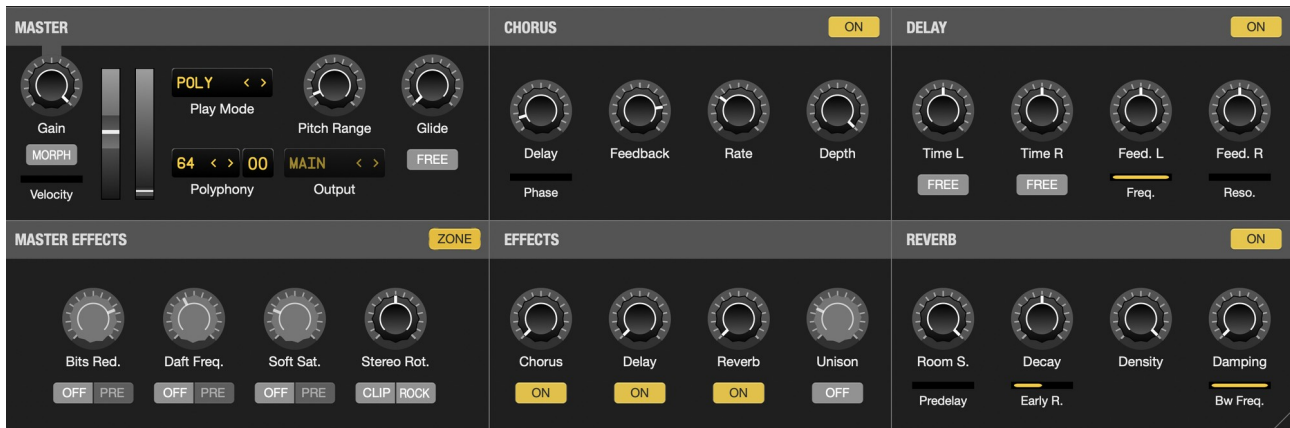 MASTER
Gain
MORPH
Velocity
POLY < >
Play Mode
Pitch Range
Glide
FREE
64 < > 00
Polyphony
MAIN < >
Output
CHORUS ON
Delay Feedback Rate Depth
Phase
DELAY ON
Time L Time R Feed. L Feed. R
FREE FREE Freq. Reso.
MASTER EFFECTS ZONE
Bits Red. Daft Freq. Soft Sat. Stereo Rot.
OFF PRE OFF PRE OFF PRE CLIP ROCK
EFFECTS
Chorus Delay Reverb Unison
ON ON ON OFF
REVERB ON
Room S. Decay Density Damping
Predelay Early R. Bw Freq.